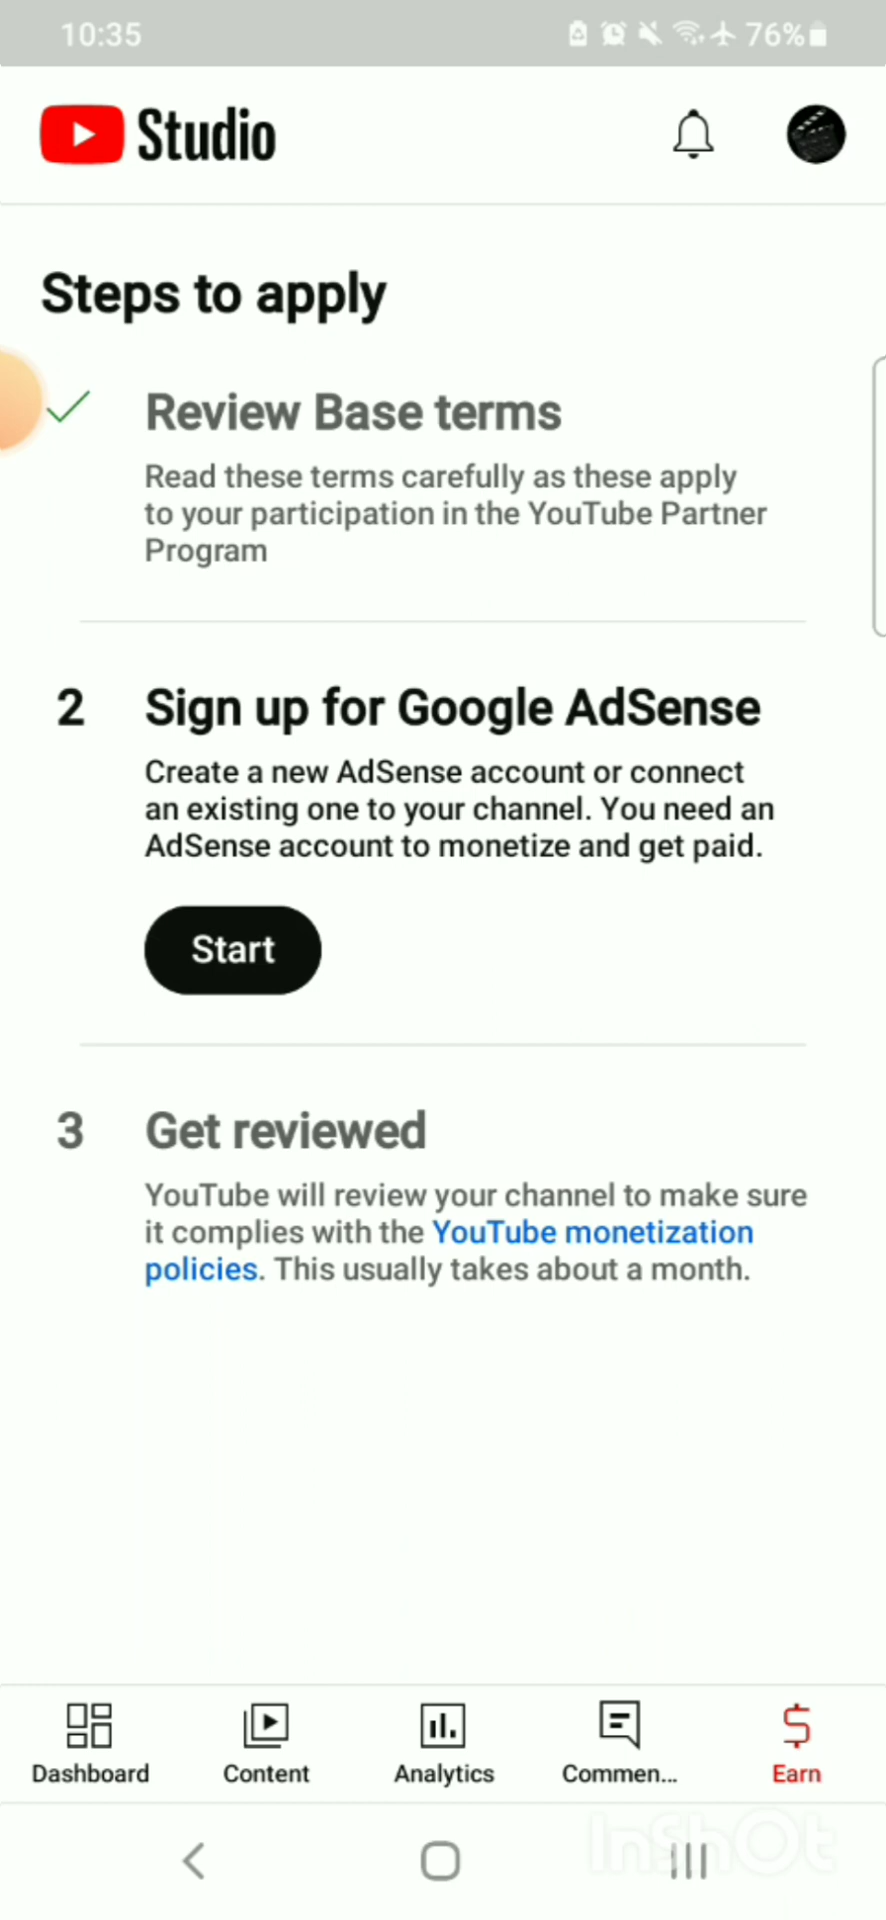 10:35
76%
Studio
Steps to apply
Review Base terms
Read these terms carefully as these apply
to your participation in the YouTube Partner
Program
2
Sign up for Google AdSense
Create a new AdSense account or connect
an existing one to your channel. You need an
AdSense account to monetize and get paid.
Start
3
Get reviewed
YouTube will review your channel to make sure
it complies with the YouTube monetization
policies. This usually takes about a month.
Dashboard
Content
Analytics
Commen...
Earn
InShOt